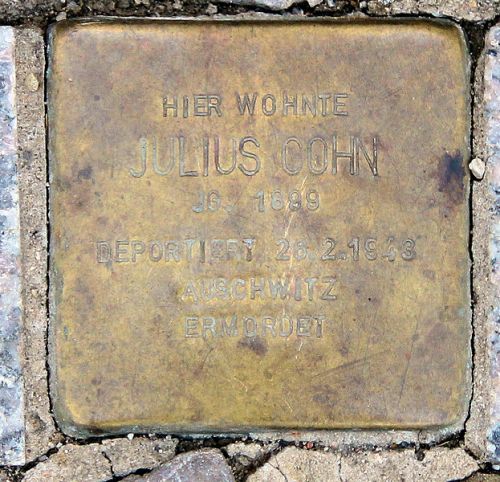 HIER WOHNTE
JULIUS COHN
JG. 1899
DEPORTIERT 26.2.1943
AUSCHWITZ
ERMORDET